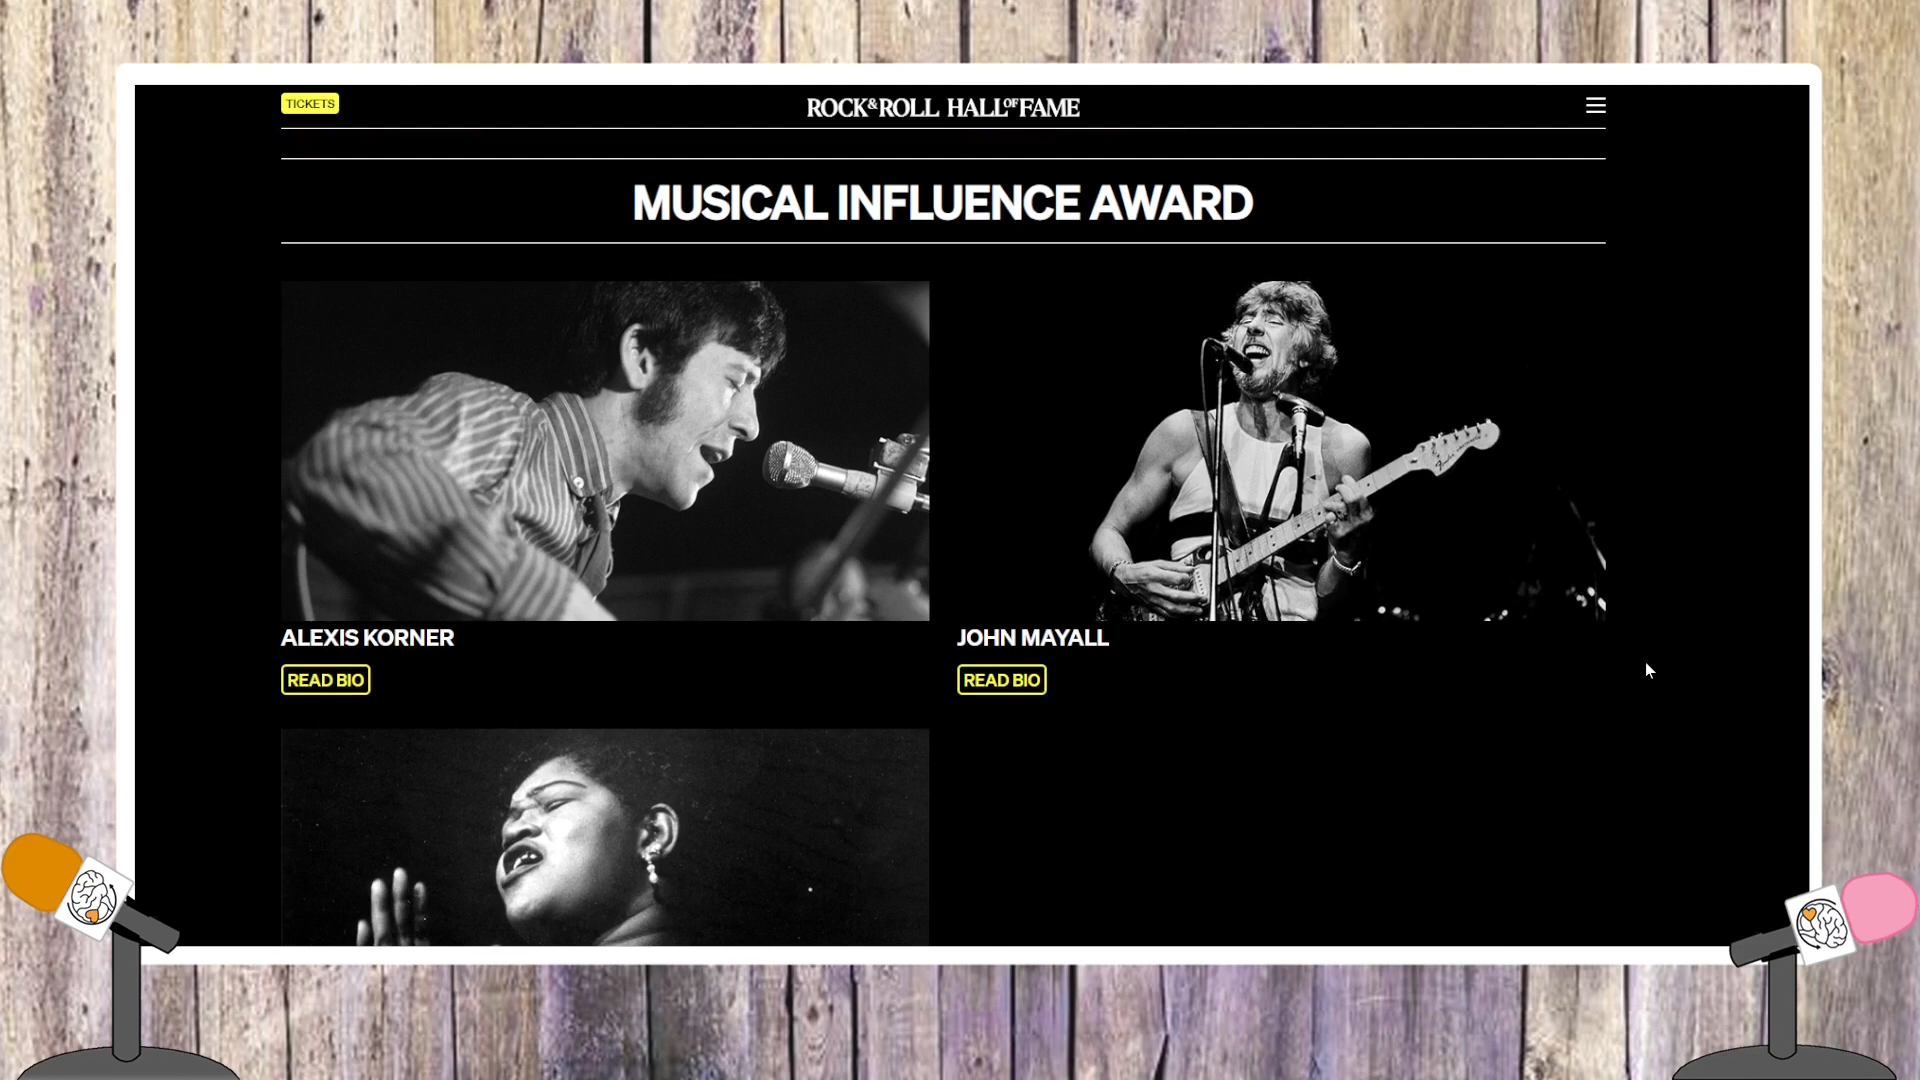 TICKETS
ROCK&ROLL HALL OF FAME
MUSICAL INFLUENCE AWARD
ALEXIS KORNER
JOHN MAYALL
READ BIO
READ BIO